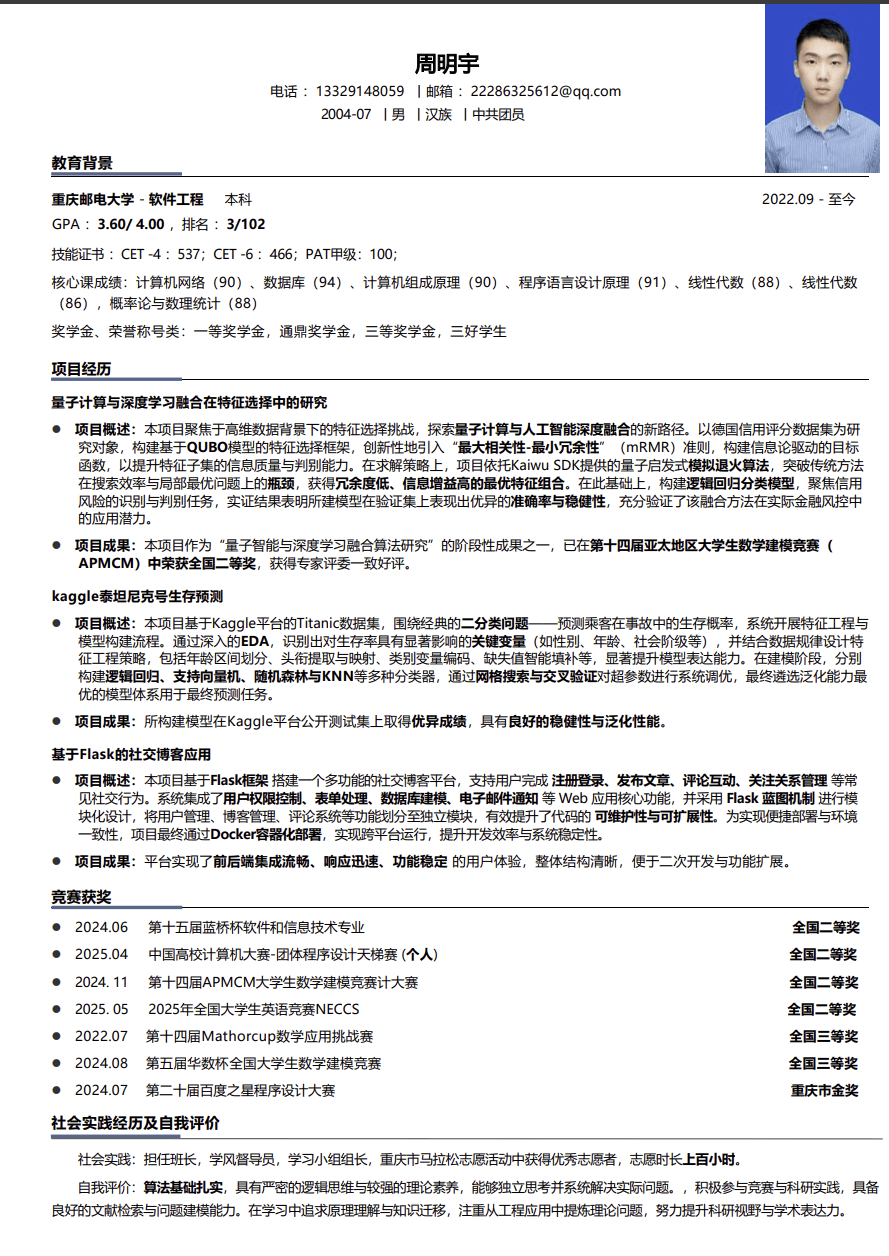 周明宇
电话 ：13329148059 丨邮箱 ：22286325612@qq.com
2004-07 丨男 丨汉族 丨中共团员
教育背景
重庆邮电大学 - 软件工程 本科 2022.09 - 至今
GPA ：3.60/ 4.00 ，排名 ：3/102
技能证书 ：CET -4 ：537；CET -6 ：466；PAT甲级：100；
核心课成绩：计算机网络（90）、数据库（94）、计算机组成原理（90）、程序语言设计原理（91）、线性代数（88）、线性代数
（86），概率论与数理统计（88）
奖学金、荣誉称号类：一等奖学金，通鼎奖学金，三等奖学金，三好学生
项目经历
量子计算与深度学习融合在特征选择中的研究
● 项目概述：本项目聚焦于高维数据背景下的特征选择挑战，探索量子计算与人工智能深度融合的新路径。以德国信用评分数据集为研
究对象，构建基于QUBO模型的特征选择框架，创新性地引入“最大相关性-最小冗余性”（mRMR）准则，构建信息论驱动的目标
函数，以提升特征子集的信息质量与判别能力。在求解策略上，项目依托Kaiwu SDK提供的量子启发式模拟退火算法，突破传统方法
在搜索效率与局部最优问题上的瓶颈，获得冗余度低、信息增益高的最优特征组合。在此基础上，构建逻辑回归分类模型，聚焦信用
风险的识别与判别任务，实证结果表明所建模型在验证集上表现出优异的准确率与稳健性，充分验证了该融合方法在实际金融风控中
的应用潜力。
● 项目成果：本项目作为“量子智能与深度学习融合算法研究”的阶段性成果之一，已在第十四届亚太地区大学生数学建模竞赛（
APMCM）中荣获全国二等奖，获得专家评委一致好评。
kaggle泰坦尼克号生存预测
● 项目概述：本项目基于Kaggle平台的Titanic数据集，围绕经典的二分类问题——预测乘客在事故中的生存概率，系统开展特征工程与
模型构建流程。通过深入的EDA，识别出对生存率具有显著影响的关键变量（如性别、年龄、社会阶级等），并结合数据规律设计特
征工程策略，包括年龄区间划分、头衔提取与映射、类别变量编码、缺失值智能填补等，显著提升模型表达能力。在建模阶段，分别
构建逻辑回归、支持向量机、随机森林与KNN等多种分类器，通过网格搜索与交叉验证对超参数进行系统调优，最终遴选泛化能力最
优的模型体系用于最终预测任务。
● 项目成果：所构建模型在Kaggle平台公开测试集上取得优异成绩，具有良好的稳健性与泛化性能。
基于Flask的社交博客应用
● 项目概述：本项目基于Flask框架 搭建一个多功能的社交博客平台，支持用户完成 注册登录、发布文章、评论互动、关注关系管理 等常
见社交行为。系统集成了用户权限控制、表单处理、数据库建模、电子邮件通知 等 Web 应用核心功能，并采用 Flask 蓝图机制 进行模
块化设计，将用户管理、博客管理、评论系统等功能划分至独立模块，有效提升了代码的 可维护性与可扩展性。为实现便捷部署与环境
一致性，项目最终通过Docker容器化部署，实现跨平台运行，提升开发效率与系统稳定性。
● 项目成果：平台实现了前后端集成流畅、响应迅速、功能稳定 的用户体验，整体结构清晰，便于二次开发与功能扩展。
竞赛获奖
● 2024.06 第十五届蓝桥杯软件和信息技术专业 全国二等奖
● 2025.04 中国高校计算机大赛-团体程序设计天梯赛 (个人) 全国二等奖
● 2024. 11 第十四届APMCM大学生数学建模竞赛计大赛 全国二等奖
● 2025. 05 2025年全国大学生英语竞赛NECCS 全国二等奖
● 2022.07 第十四届Mathorcup数学应用挑战赛 全国三等奖
● 2024.08 第五届华数杯全国大学生数学建模竞赛 全国三等奖
● 2024.07 第二十届百度之星程序设计大赛 重庆市金奖
社会实践经历及自我评价
社会实践：担任班长，学风督导员，学习小组组长，重庆市马拉松志愿活动中获得优秀志愿者，志愿时长上百小时。
自我评价：算法基础扎实，具有严密的逻辑思维与较强的理论素养，能够独立思考并系统解决实际问题。，积极参与竞赛与科研实践，具备
良好的文献检索与问题建模能力。在学习中追求原理理解与知识迁移，注重从工程应用中提炼理论问题，努力提升科研视野与学术表达力。